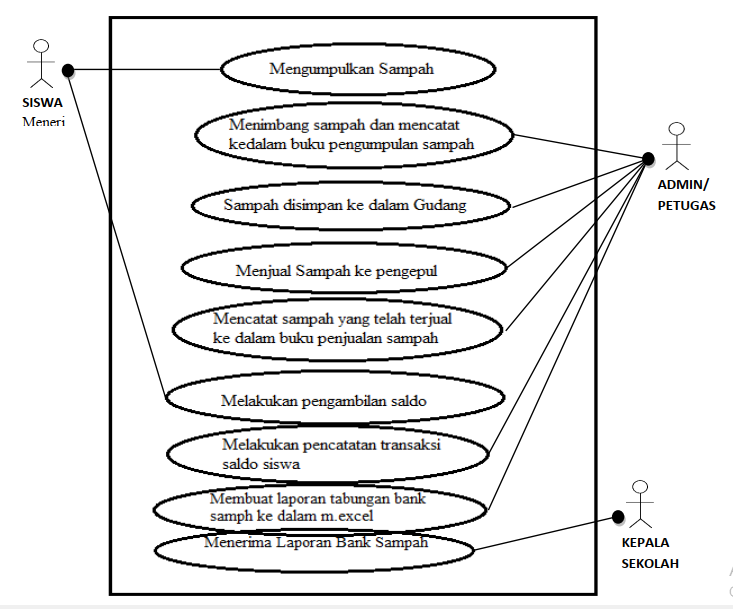 Mengumpulkan Sampah
SISWA
Meneri
Menimbang sampah dan mencatat
kedalam buku pengumpulan sampah
ADMIN/
PETUGAS
Sampah disimpan ke dalam Gudang
Menjual Sampah ke pengepul
Mencatat sampah yang telah terjual
ke dalam buku penjualan sampah
Melakukan pengambilan saldo
Melakukan pencatatan transaksi
saldo siswa
Membuat laporan tabungan bank
samph ke dalam m.excel
Menerima Laporan Bank Sampah
KEPALA
SEKOLAH